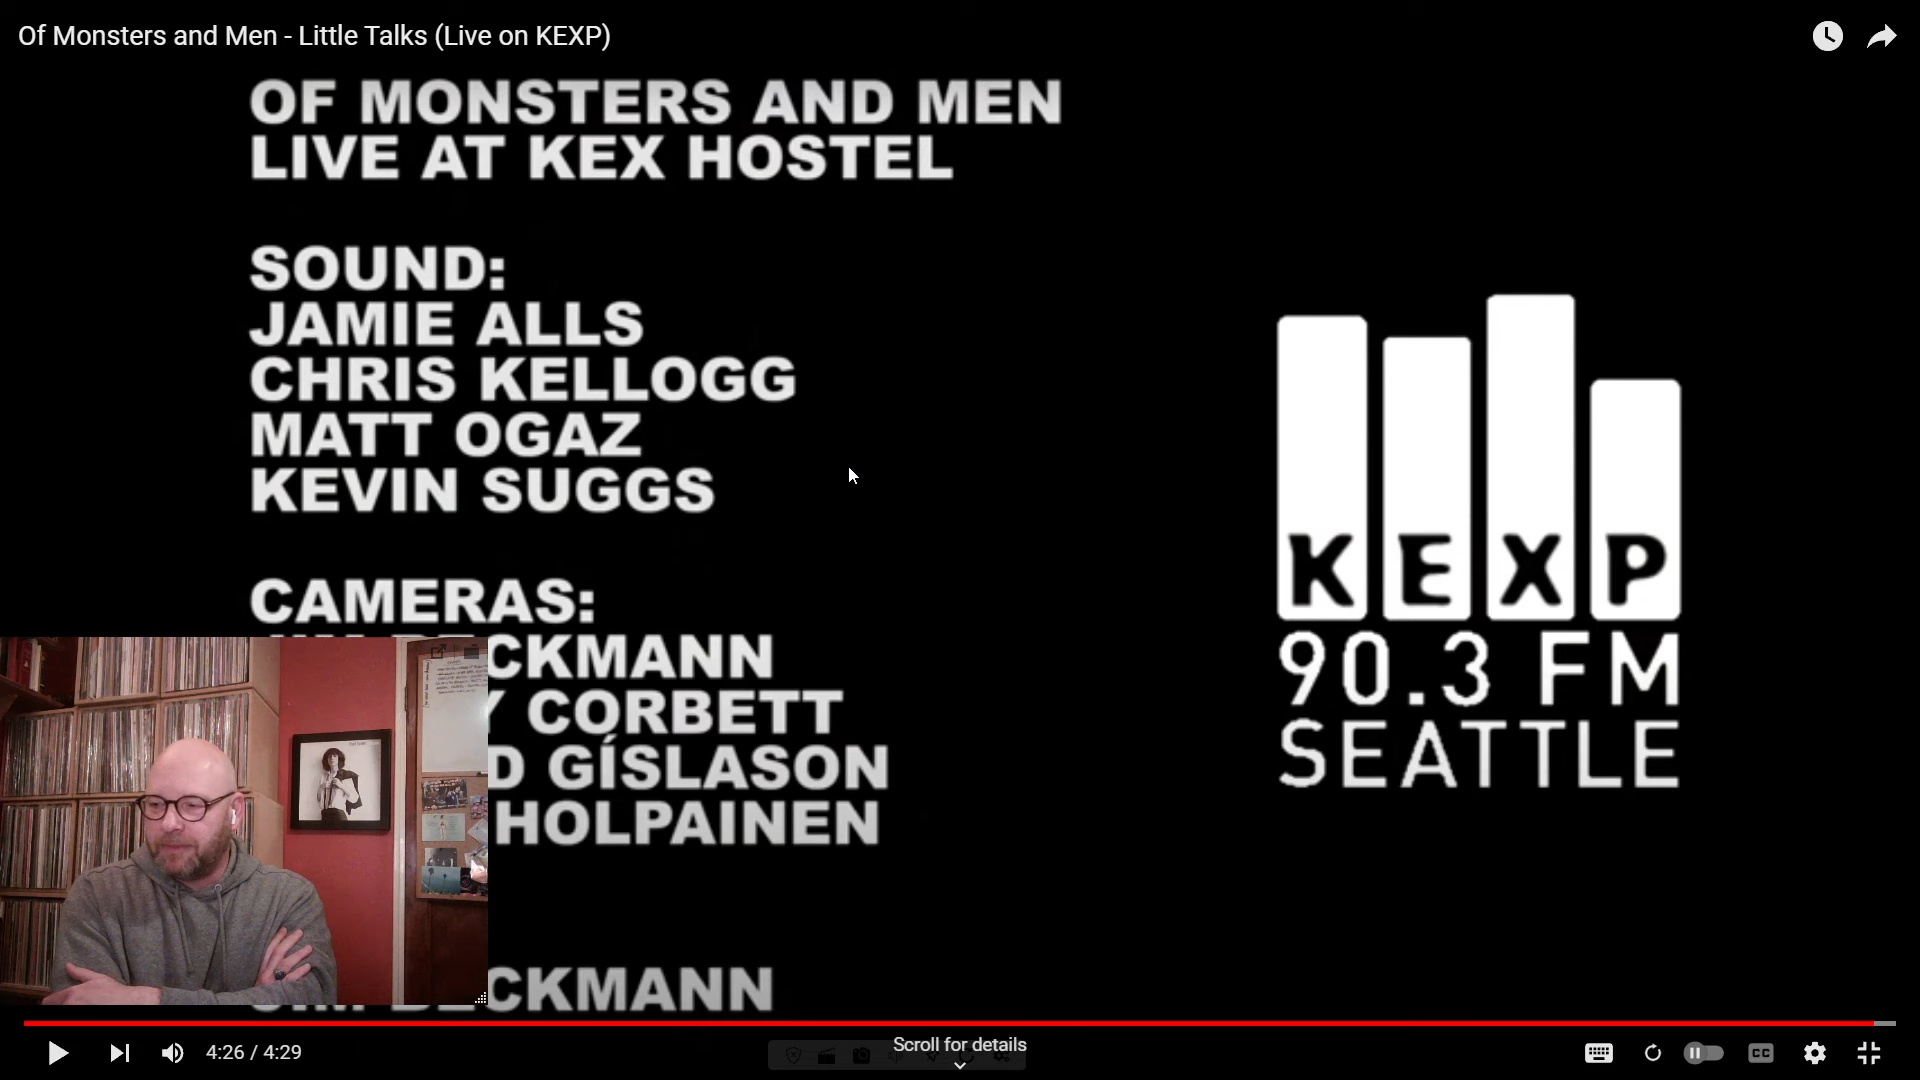 Of Monsters and Men - Little Talks (Live on KEXP)
OF MONSTERS AND MEN
LIVE AT KEX HOSTEL
SOUND:
JAMIE ALLS
CHRIS KELLOGG
MATT OGAZ
KEVIN SUGGS
CAMERAS:
CKMANN
Y CORBETT
D GÍSLASON
HOLPAINEN
CKMANN
KEXP
90.3 FM
SEATTLE
4:26 / 4:29
Scroll for details
CC